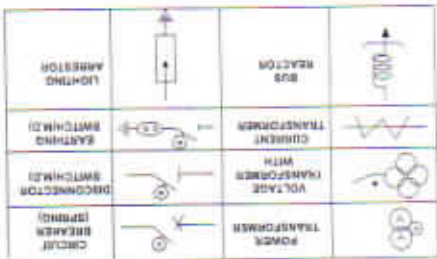 POWER
TRANSFORMER
CIRCUIT
BREAKER
(SPRING)
VOLTAGE
TRANSFORMER
WITH
DISCONNECTOR
SWITCH(M.D)
CURRENT
TRANSFORMER
EARTHING
SWITCH(M.D)
BUS
REACTOR
LIGHTING
ARRESTOR